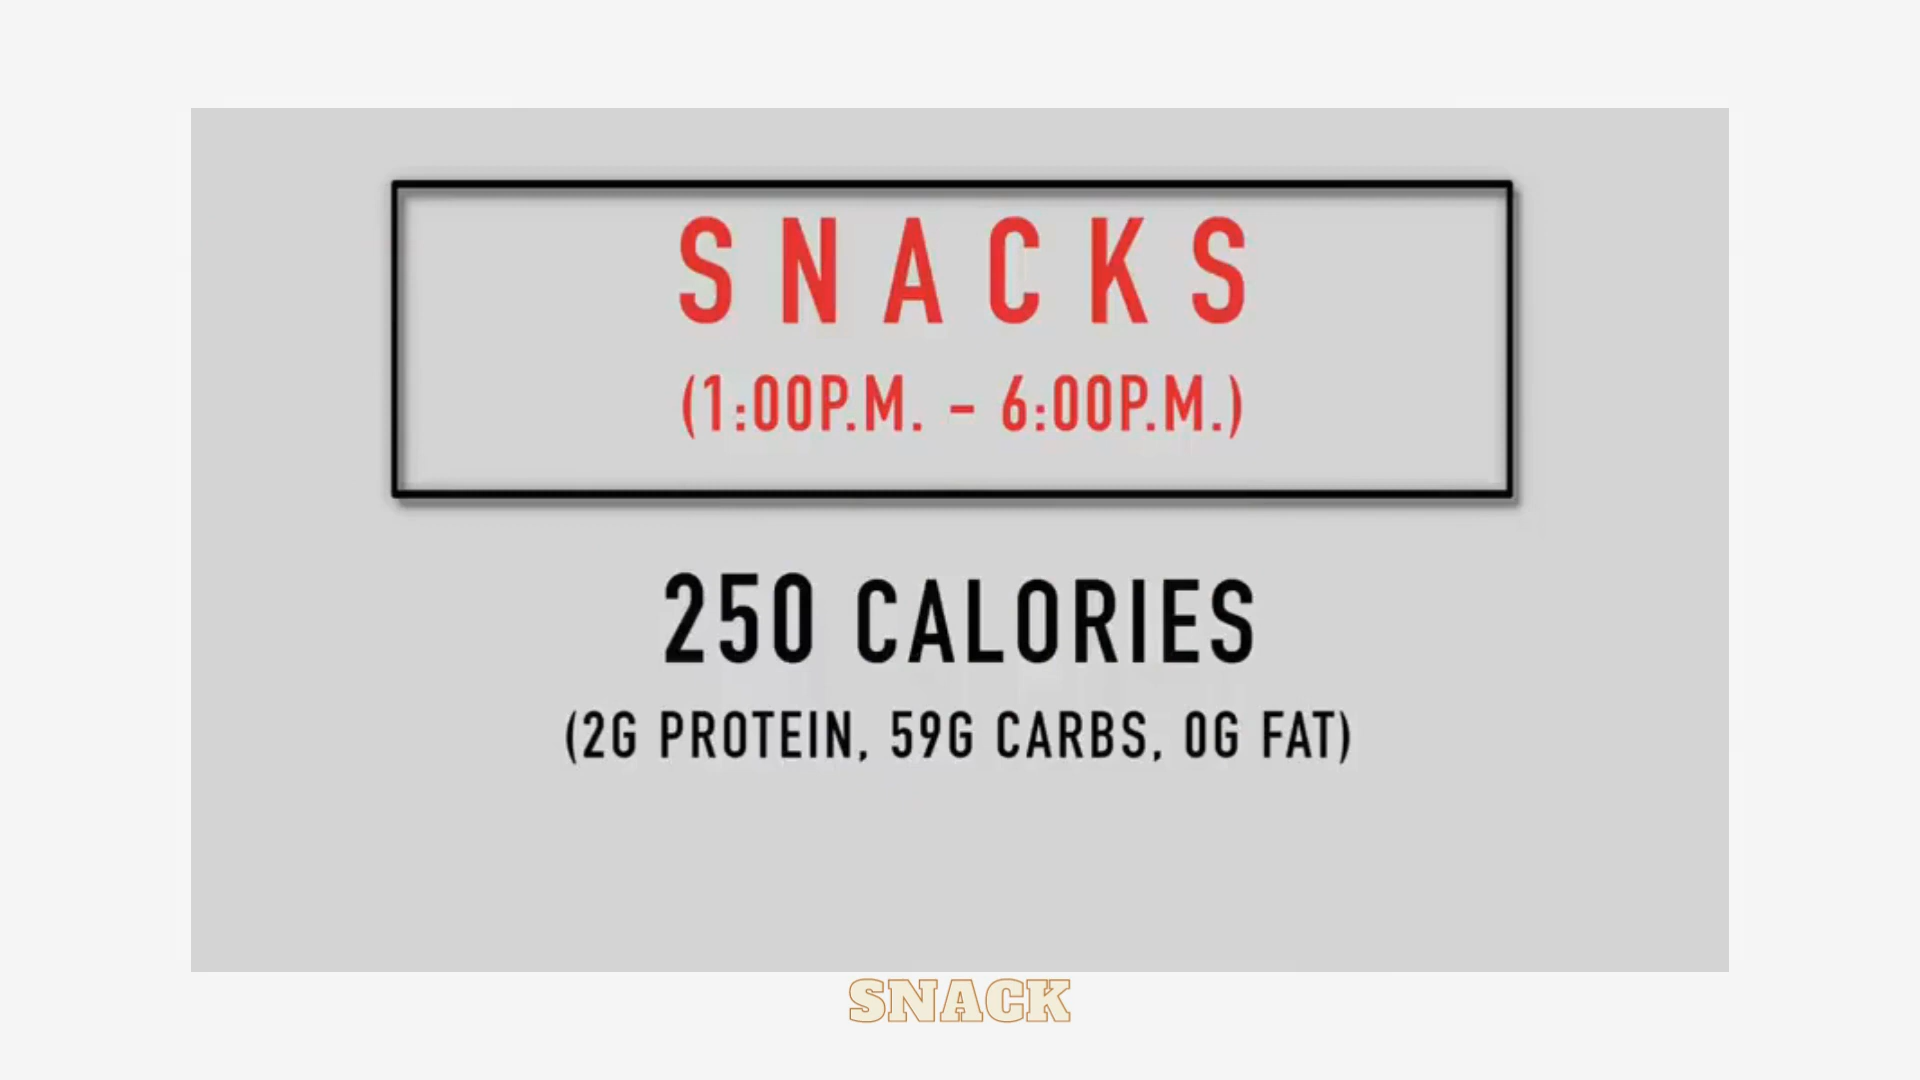 SNACKS
(1:00P.M. - 6:00P.M.)
250 CALORIES
(2G PROTEIN, 59G CARBS, 0G FAT)
SNACK